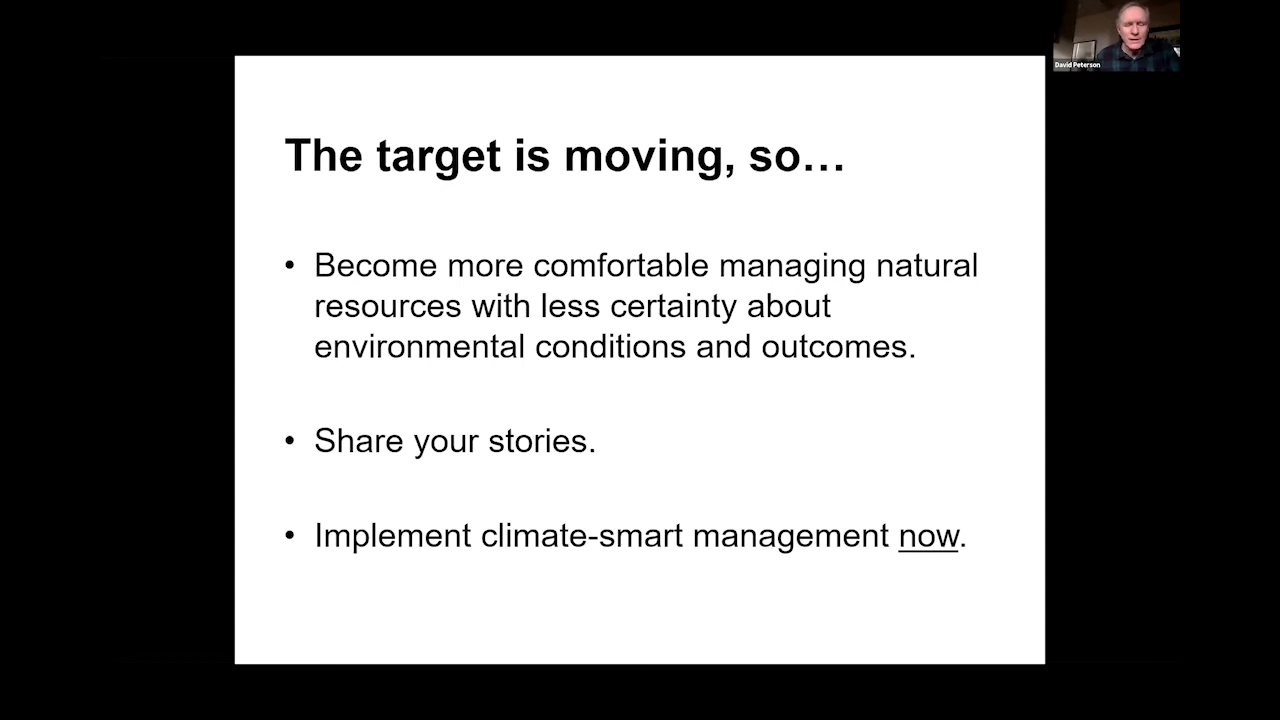 David Peterson
The target is moving, so…
• Become more comfortable managing natural
resources with less certainty about
environmental conditions and outcomes.
• Share your stories.
• Implement climate-smart management now.